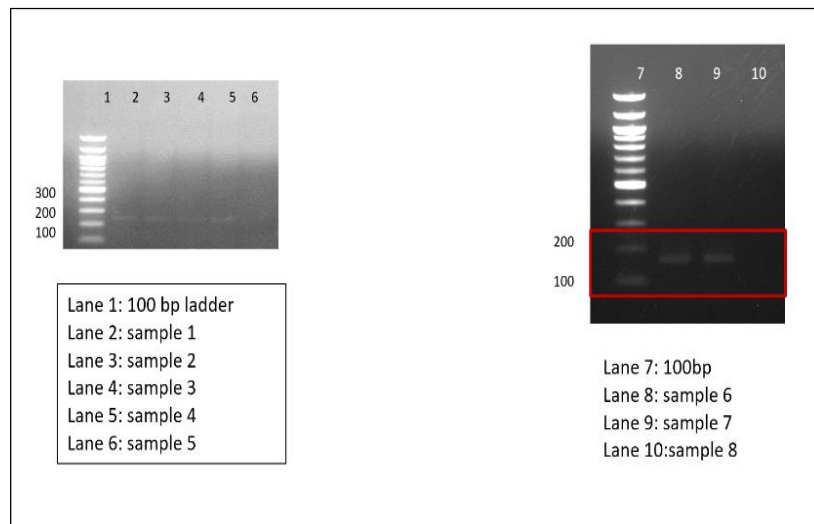 1 2 3 4 5 6
300
200
100
Lane 1: 100 bp ladder
Lane 2: sample 1
Lane 3: sample 2
Lane 4: sample 3
Lane 5: sample 4
Lane 6: sample 5
7 8 9 10
200
100
Lane 7: 100bp
Lane 8: sample 6
Lane 9: sample 7
Lane 10:sample 8